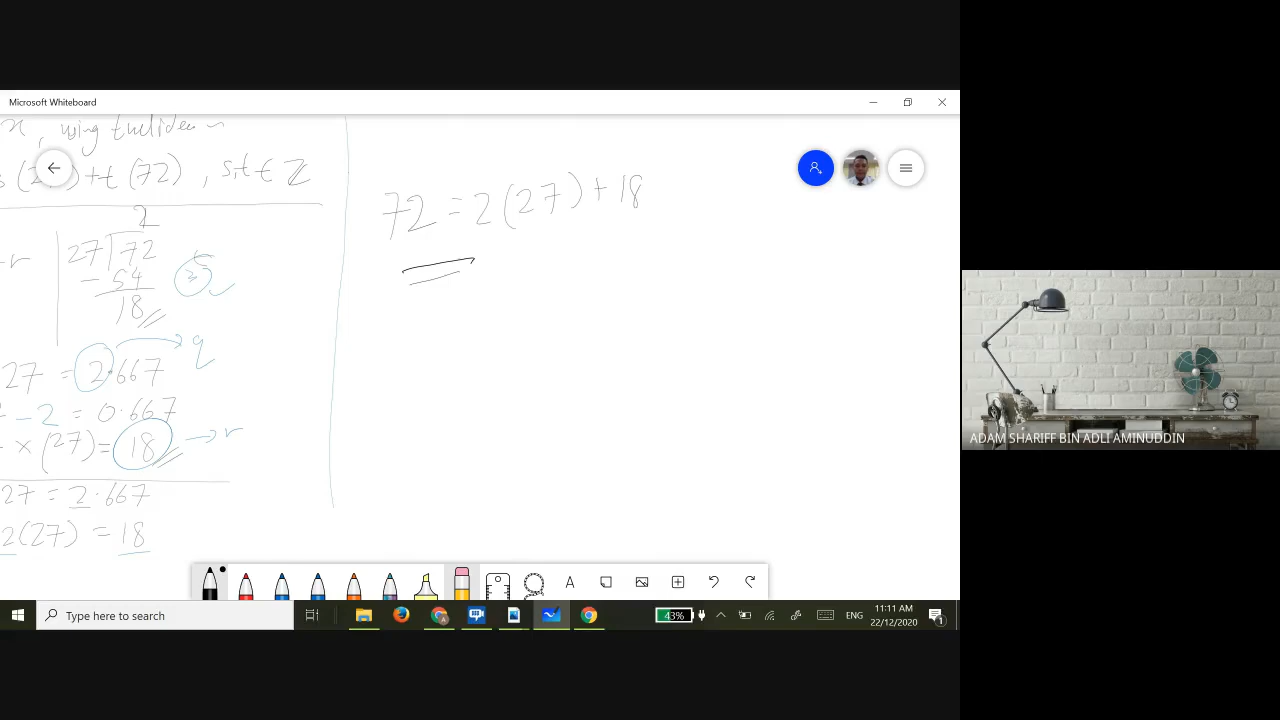 Microsoft Whiteboard
x, using Euclidean
(27) + t (72), s, t ∈ ℤ
2
27 72
- 54
18
r
27 = 2.667
q
- 2 = 0.667
x (27) = 18 → r
27 = 2.667
2(27) = 18
72 = 2(27) + 18
A
Type here to search
43%
ENG
11:11 AM
22/12/2020
1
ADAM SHARIFF BIN ADLI AMINUDDIN